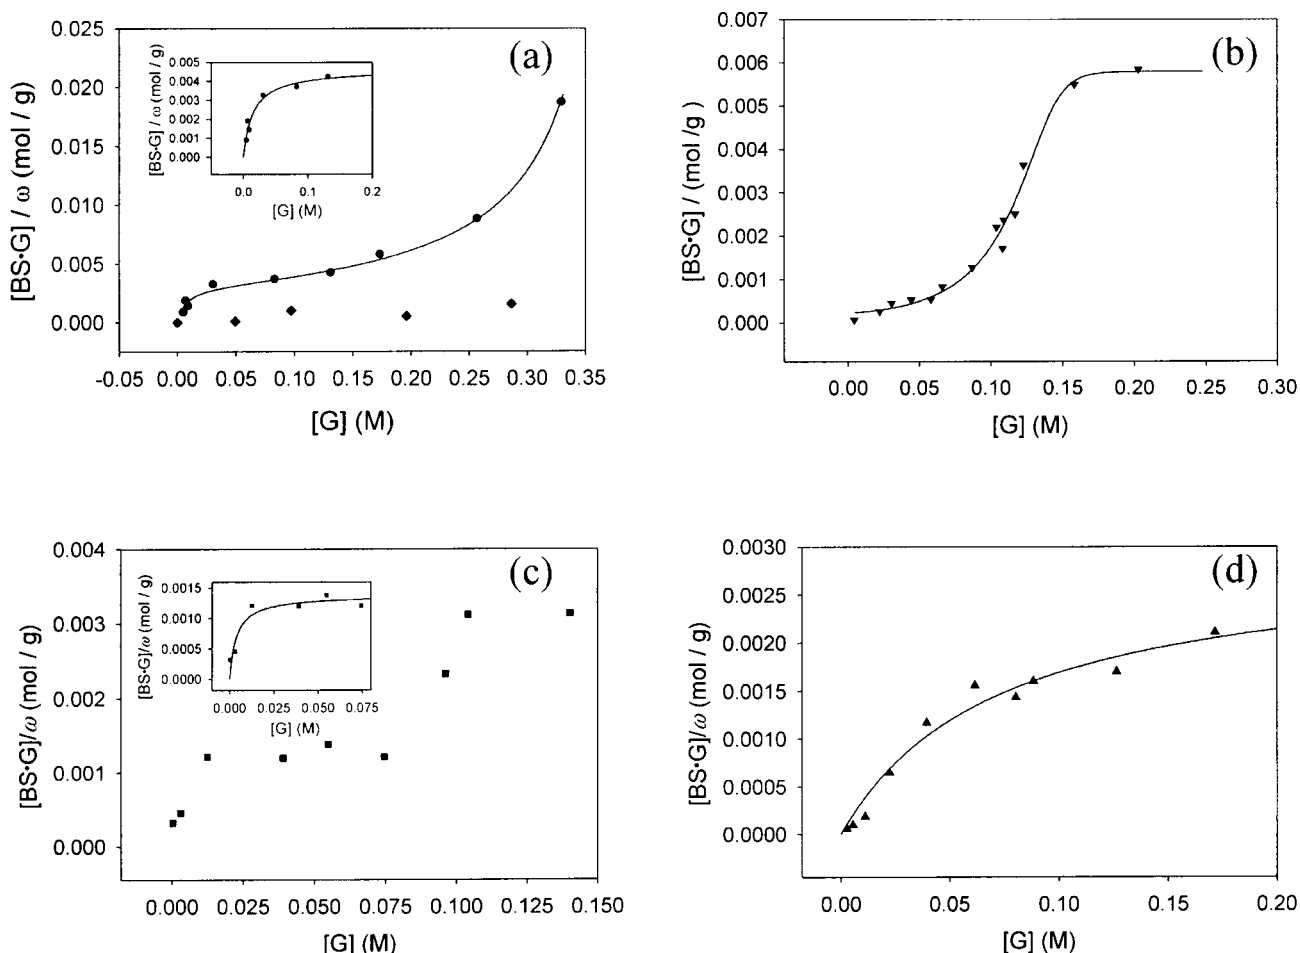 (a)
[BS•G] / ω (mol / g)
0.025
0.020
0.015
0.010
0.005
0.000
-0.05 0.00 0.05 0.10 0.15 0.20 0.25 0.30 0.35
[G] (M)
[BS•G] / ω (mol / g)
0.005
0.004
0.003
0.002
0.001
0.000
0.0 0.1 0.2
[G] (M)
(b)
[BS•G] / (mol /g )
0.007
0.006
0.005
0.004
0.003
0.002
0.001
0.000
0.00 0.05 0.10 0.15 0.20 0.25 0.30
[G] (M)
(c)
[BS•G]/ω (mol / g)
0.004
0.003
0.002
0.001
0.000
0.000 0.025 0.050 0.075 0.100 0.125 0.150
[G] (M)
[BS•G]/ω (mol / g)
0.0015
0.0010
0.0005
0.0000
0.000 0.025 0.050 0.075
[G] (M)
(d)
[BS•G]/ω (mol / g)
0.0030
0.0025
0.0020
0.0015
0.0010
0.0005
0.0000
0.00 0.05 0.10 0.15 0.20
[G] (M)